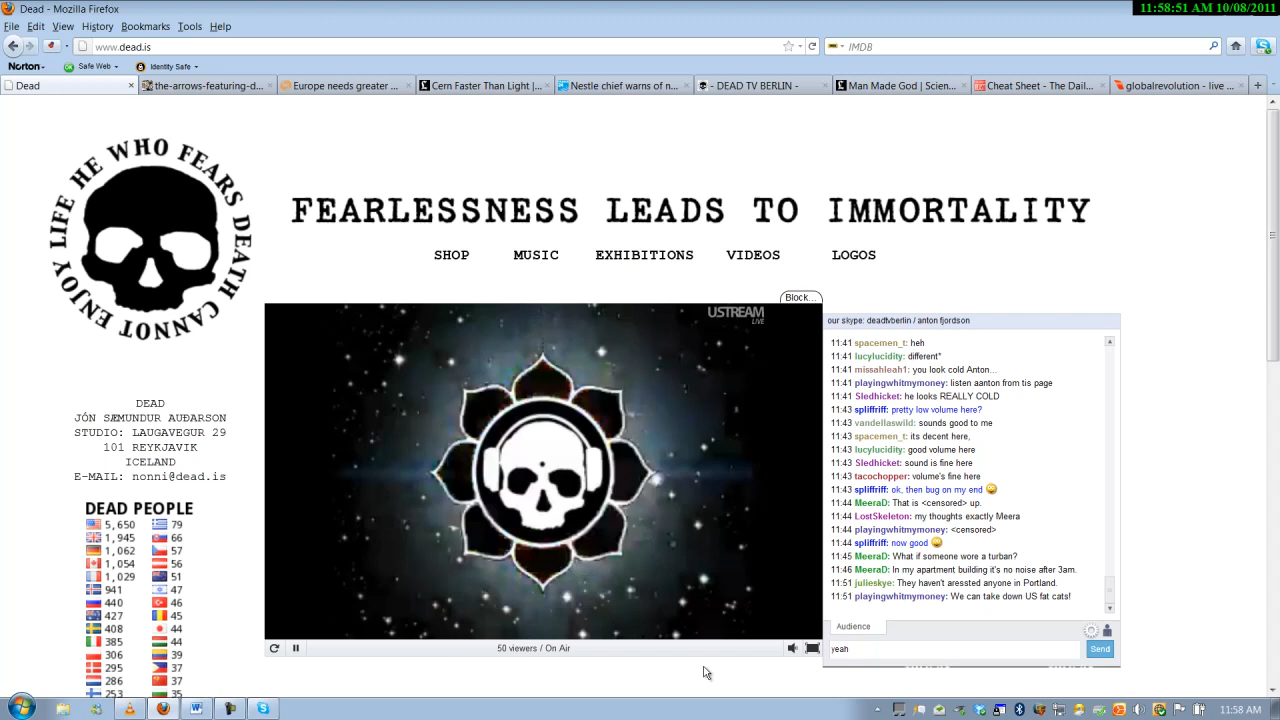 Dead - Mozilla Firefox
11:58:51 AM 10/08/2011
File Edit View History Bookmarks Tools Help
www.dead.is
IMDB
Norton Safe Web Identity Safe
Dead
the-arrows-featuring-d...
Europe needs greater ...
Cern Faster Than Light |...
Nestle chief warns of n...
- DEAD TV BERLIN -
Man Made God | Scien...
Cheat Sheet - The Dail...
globalrevolution - live ...
HE WHO FEARS DEATH CANNOT ENJOY LIFE
FEARLESSNESS LEADS TO IMMORTALITY
SHOP MUSIC EXHIBITIONS VIDEOS LOGOS
Block...
USTREAM
LIVE
our skype: deadtvberlin / anton fjordson
11:41 spacemen_t: heh
11:41 lucylucidity: different*
11:41 missahleah1: you look cold Anton...
11:41 playingwhitmymoney: listen aanton from tis page
11:41 Sledhicket: he looks REALLY COLD
11:43 spliffriff: pretty low volume here?
11:43 vandellaswild: sounds good to me
11:43 spacemen_t: its decent here,
11:43 lucylucidity: good volume here
11:43 Sledhicket: sound is fine here
11:43 tacochopper: volume's fine here
11:43 spliffriff: ok, then bug on my end
11:44 MeeraD: That is <censored> up.
11:44 LostSkeleton: my thoughts exactly Meera
11:44 playingwhitmymoney: <censored>
11:44 spliffriff: now good
11:45 MeeraD: What if someone wore a turban?
11:46 MeeraD: In my apartment building it's no noise after 3am.
11:51 julieskye: They haven't aressted anyone in Portland.
11:51 playingwhitmymoney: We can take down US fat cats!
Audience
yeah
Send
50 viewers / On Air
DEAD
JÓN SÆMUNDUR AUÐARSON
STUDIO: LAUGAVEGUR 29
101 REYKJAVIK
ICELAND
E-MAIL: nonni@dead.is
DEAD PEOPLE
5,650 79
1,945 66
1,062 57
1,054 56
1,029 51
941 47
440 46
427 45
408 44
385 44
306 39
295 37
286 37
253 35
11:58 AM